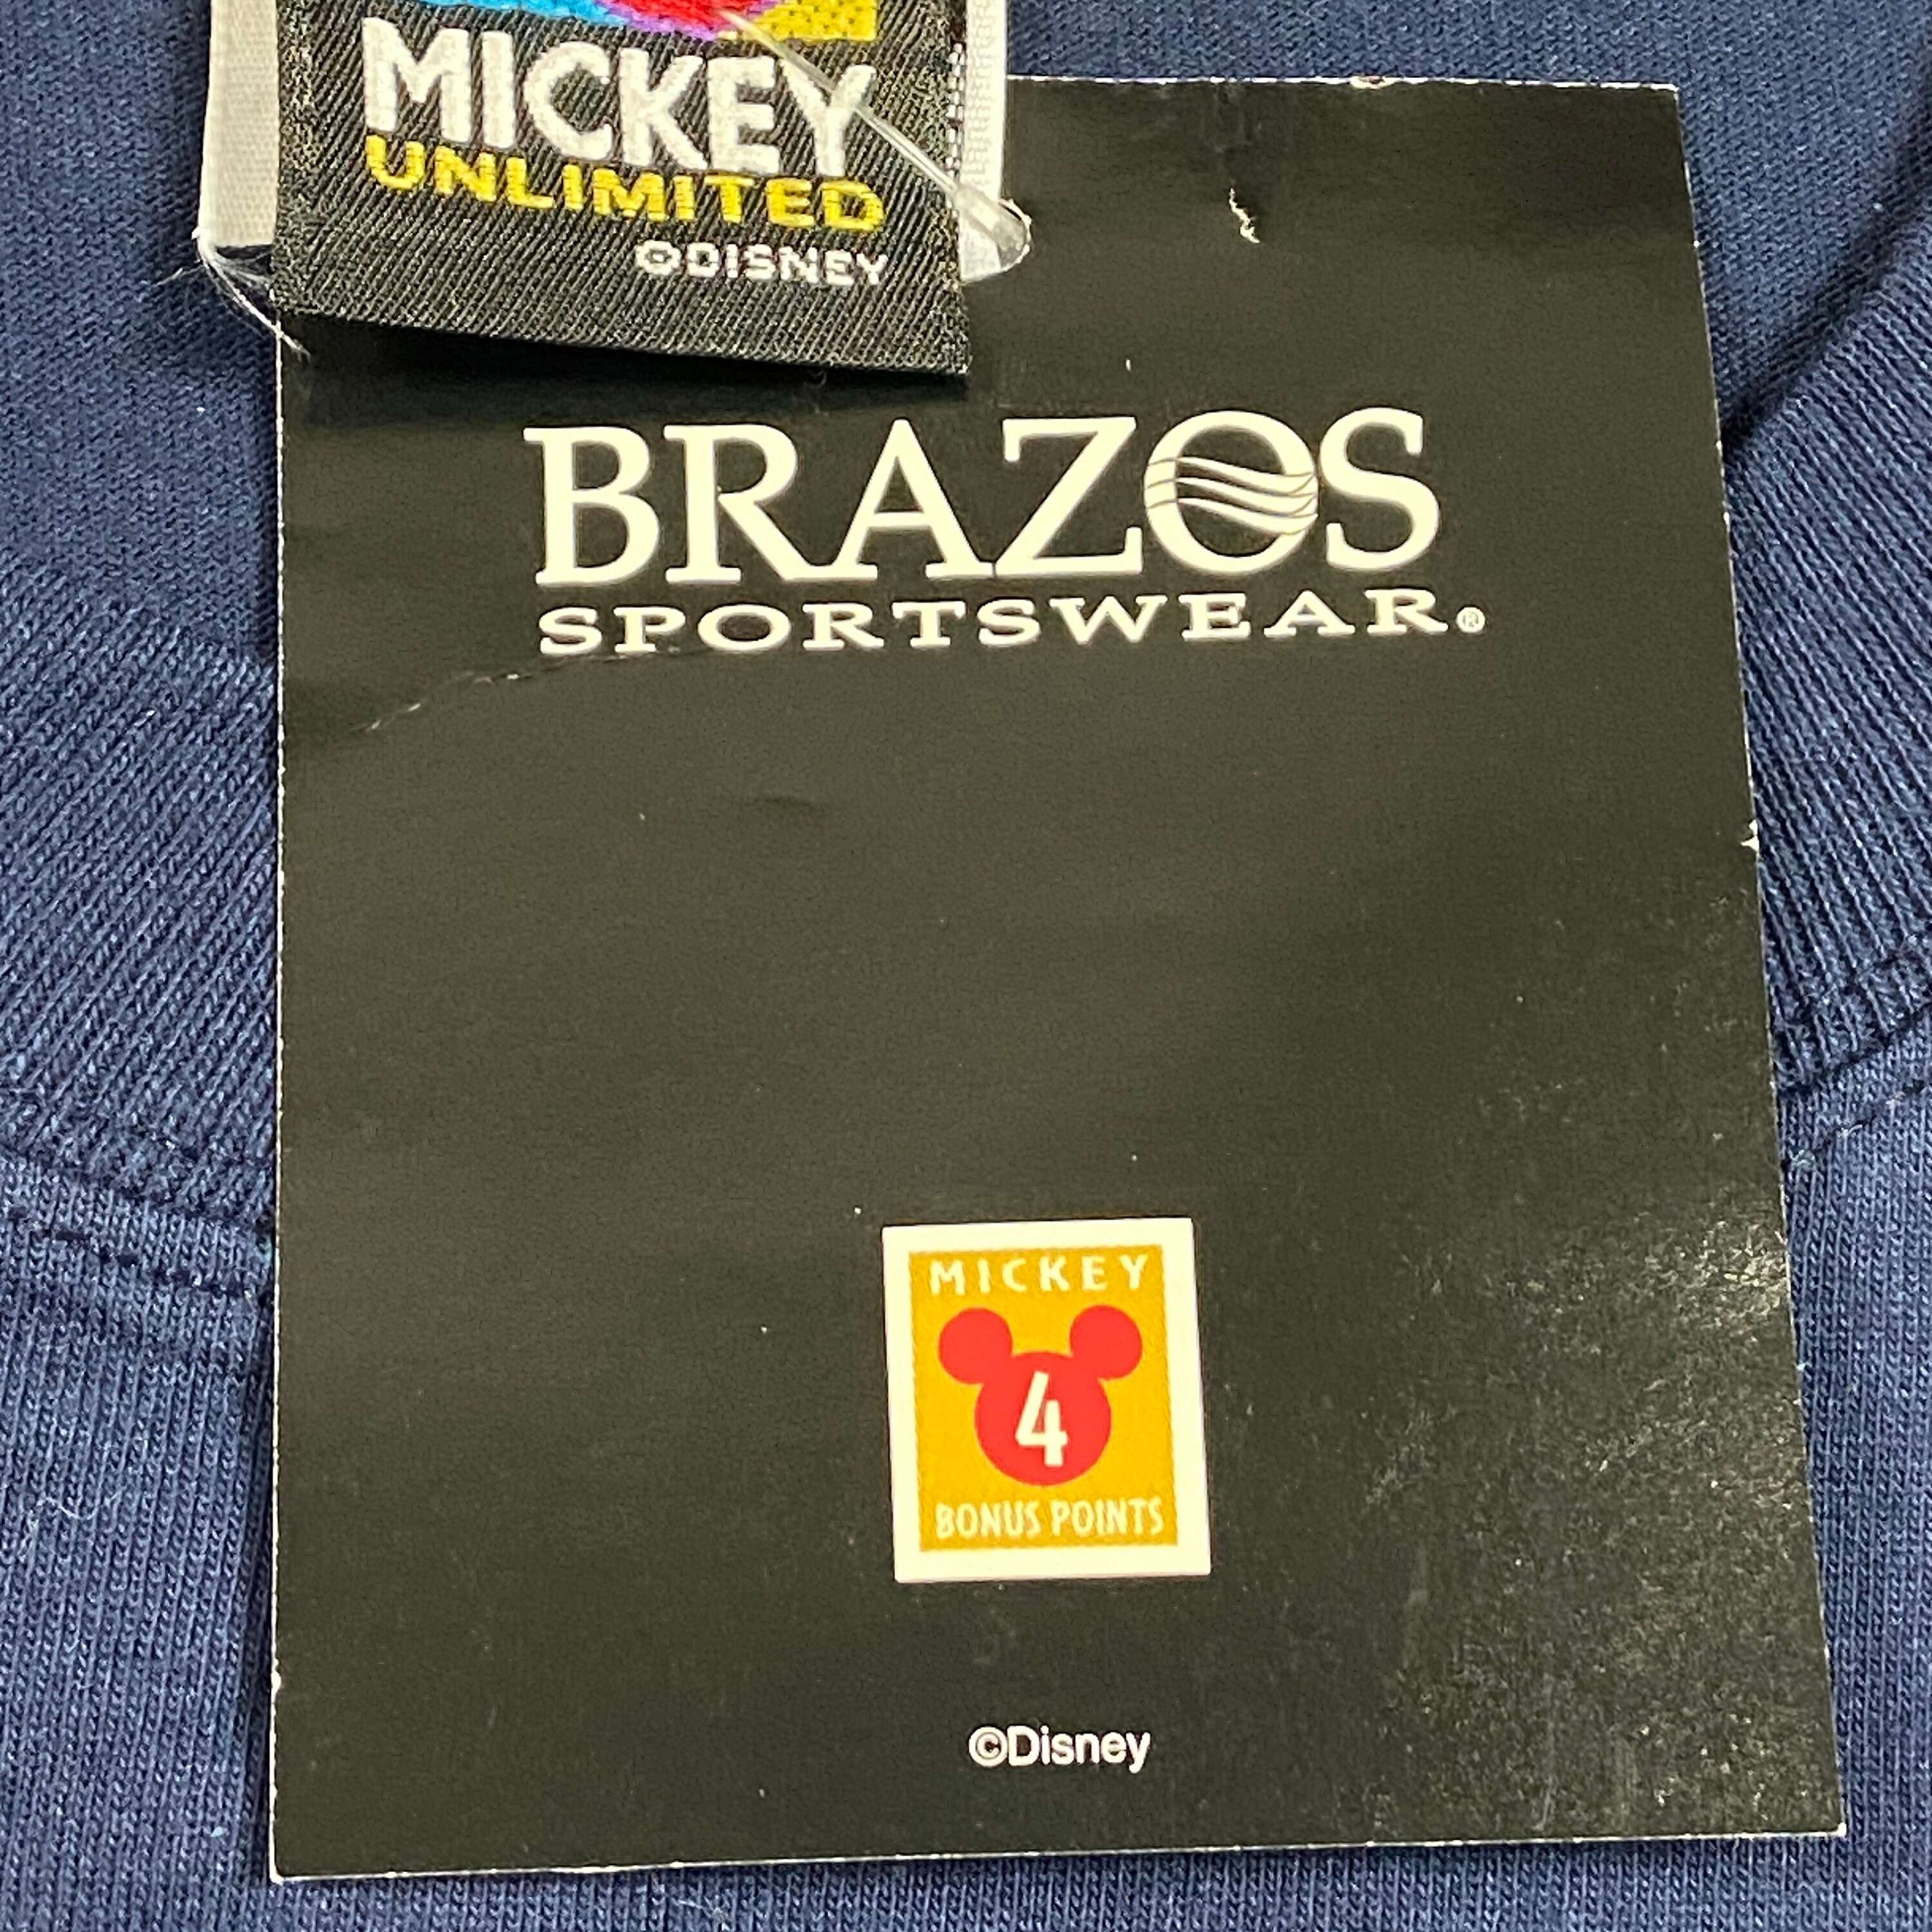 MICKEY
UNLIMITED
©DISNEY
BRAZOS
SPORTSWEAR®
MICKEY
4
BONUS POINTS
©Disney